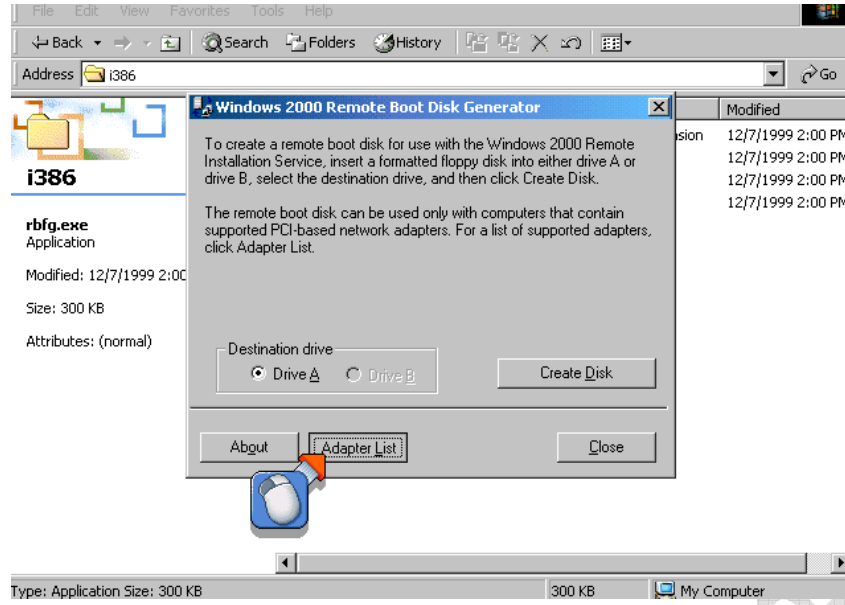 File Edit View Favorites Tools Help
Back Search Folders History
Address i386 Go
Windows 2000 Remote Boot Disk Generator
Modified
To create a remote boot disk for use with the Windows 2000 Remote
Installation Service, insert a formatted floppy disk into either drive A or
drive B, select the destination drive, and then click Create Disk.
The remote boot disk can be used only with computers that contain
supported PCI-based network adapters. For a list of supported adapters,
click Adapter List.
12/7/1999 2:00 PM
12/7/1999 2:00 PM
12/7/1999 2:00 PM
12/7/1999 2:00 PM
i386
rbfg.exe
Application
Modified: 12/7/1999 2:00
Size: 300 KB
Attributes: (normal)
Destination drive
Drive A Drive B
Create Disk
About Adapter List Close
Type: Application Size: 300 KB 300 KB My Computer